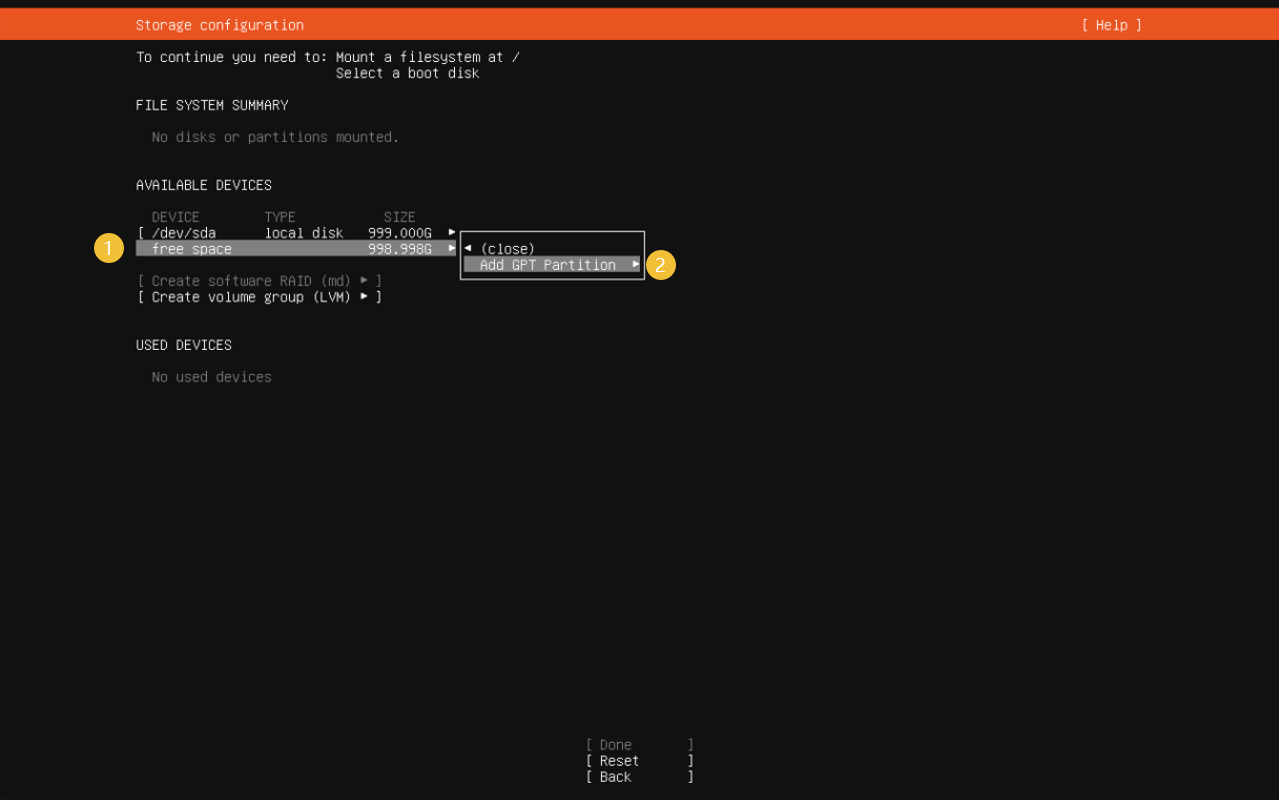 Storage configuration [ Help ]
To continue you need to: Mount a filesystem at /
Select a boot disk
FILE SYSTEM SUMMARY
No disks or partitions mounted.
AVAILABLE DEVICES
DEVICE TYPE SIZE
[ /dev/sda local disk 999.000G ▶
1 free space 998.998G ▶ ◀ (close)
Add GPT Partition ▶ 2
[ Create software RAID (md) ▶ ]
[ Create volume group (LVM) ▶ ]
USED DEVICES
No used devices
[ Done ]
[ Reset ]
[ Back ]